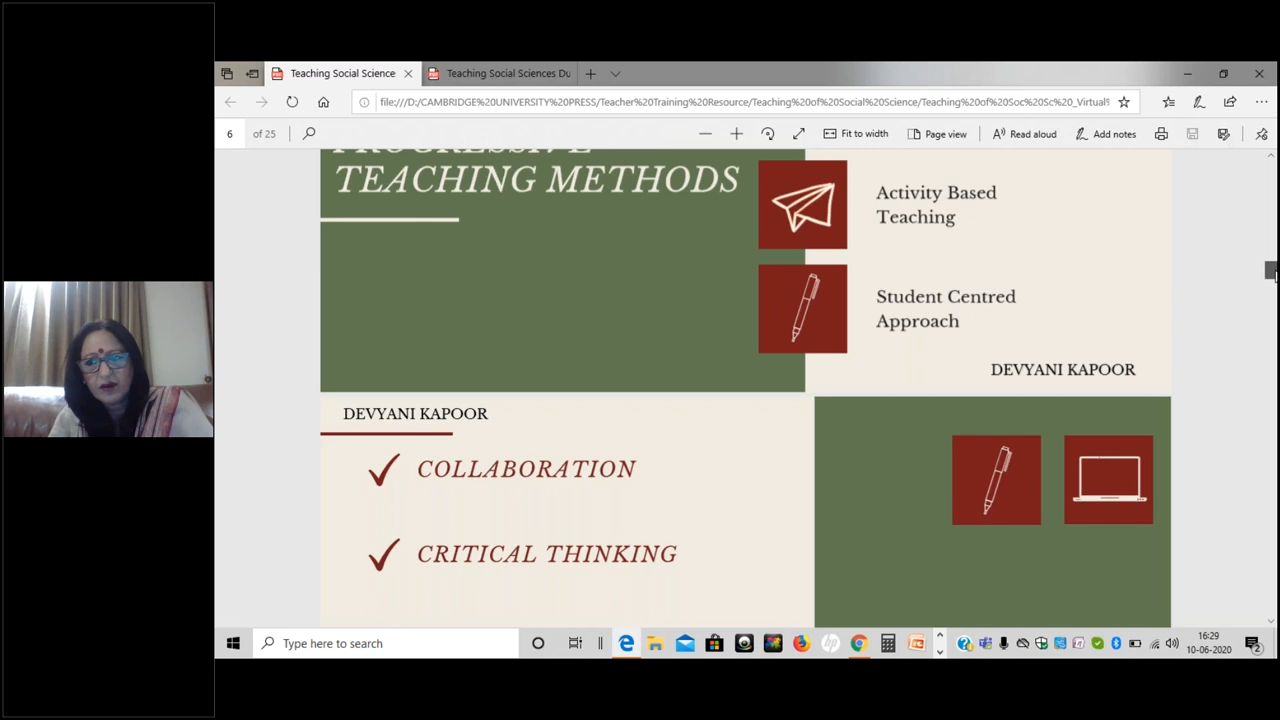 Teaching Social Science
Teaching Social Sciences Du
file:///D:/CAMBRIDGE%20UNIVERSITY%20PRESS/Teacher%20Training%20Resource/Teaching%20of%20Social%20Science/Teaching%20of%20Soc%20Sc%20_Virtual%
6 of 25
Fit to width
Page view
Read aloud
Add notes
PROGRESSIVE
TEACHING METHODS
Activity Based
Teaching
Student Centred
Approach
DEVYANI KAPOOR
DEVYANI KAPOOR
COLLABORATION
CRITICAL THINKING
Type here to search
16:29
10-06-2020